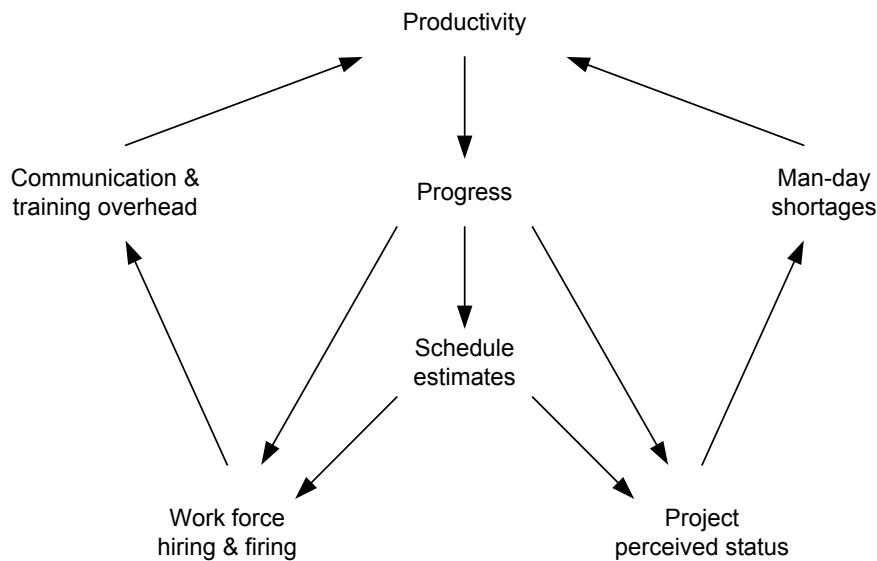 Productivity
Communication &
training overhead
Progress
Man-day
shortages
Schedule
estimates
Work force
hiring & firing
Project
perceived status